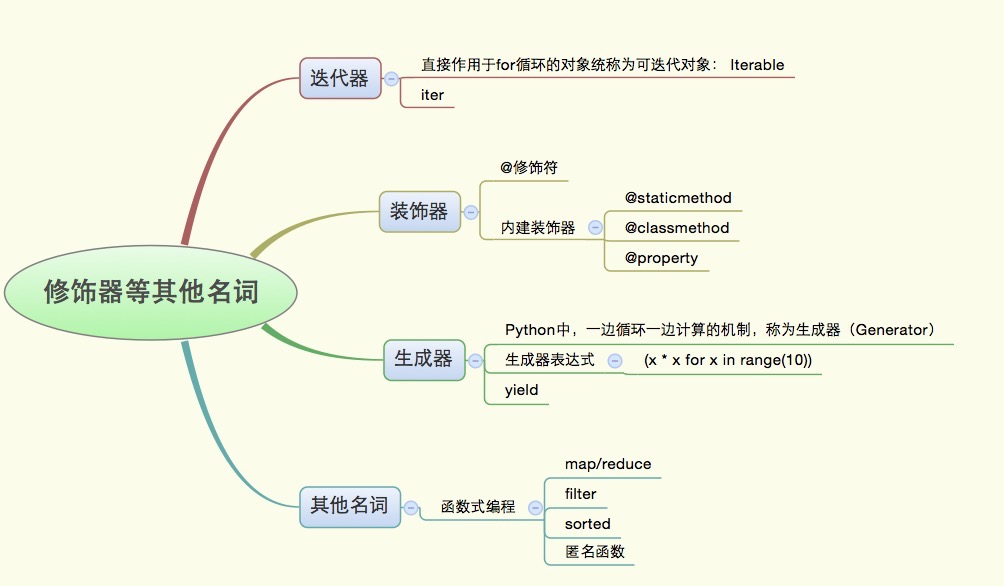 修饰器等其他名词
迭代器
直接作用于for循环的对象统称为可迭代对象： Iterable
iter
装饰器
@修饰符
内建装饰器
@staticmethod
@classmethod
@property
生成器
Python中，一边循环一边计算的机制，称为生成器（Generator）
生成器表达式
(x * x for x in range(10))
yield
其他名词
函数式编程
map/reduce
filter
sorted
匿名函数